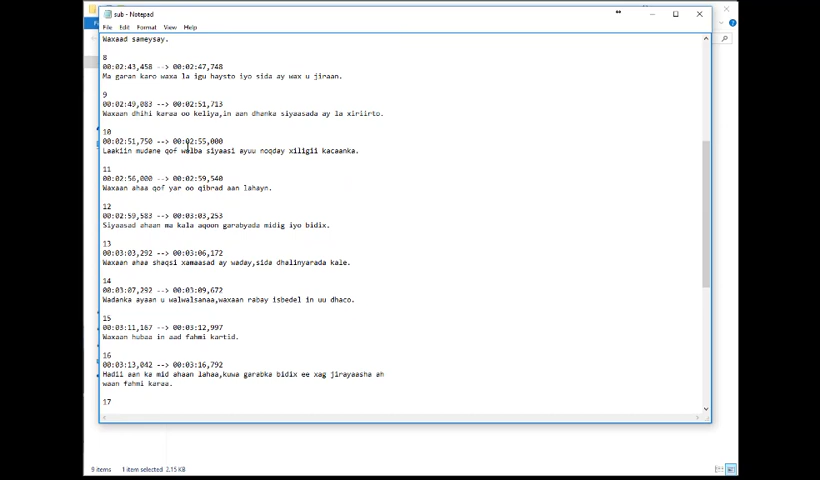 sub - Notepad
File Edit Format View Help
Waxaad sameysay.
8
00:02:43,458 --> 00:02:47,748
Ma garan karo waxa la igu haysto iyo sida ay wax u jiraan.
9
00:02:49,083 --> 00:02:51,713
Waxaan dhihi karaa oo keliya,in aan dhanka siyaasada ay la xiriirto.
10
00:02:51,750 --> 00:02:55,000
Laakiin mudane qof walba siyaasi ayuu noqday xiligii kacaanka.
11
00:02:56,000 --> 00:02:59,540
Waxaan ahaa qof yar oo qibrad aan lahayn.
12
00:02:59,583 --> 00:03:03,253
Siyaasad ahaan ma kala aqoon garabyada midig iyo bidix.
13
00:03:03,292 --> 00:03:06,172
Waxaan ahaa shaqsi xamaasad ay waday,sida dhalinyarada kale.
14
00:03:07,292 --> 00:03:09,672
Wadanka ayaan u walwalsanaa,waxaan rabay isbedel in uu dhaco.
15
00:03:11,167 --> 00:03:12,997
Waxaan hubaa in aad fahmi kartid.
16
00:03:13,042 --> 00:03:16,792
Hadii aan ka mid ahaan lahaa,kuwa garabka bidix ee xag jirayaasha ah
waan fahmi karaa.
17
9 items 1 item selected 2.15 KB